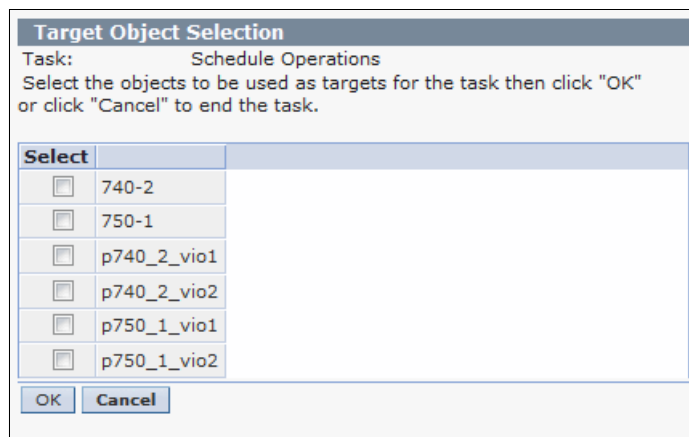 Target Object Selection
Task: Schedule Operations
Select the objects to be used as targets for the task then click "OK"
or click "Cancel" to end the task.
Select
740-2
750-1
p740_2_vio1
p740_2_vio2
p750_1_vio1
p750_1_vio2
OK Cancel